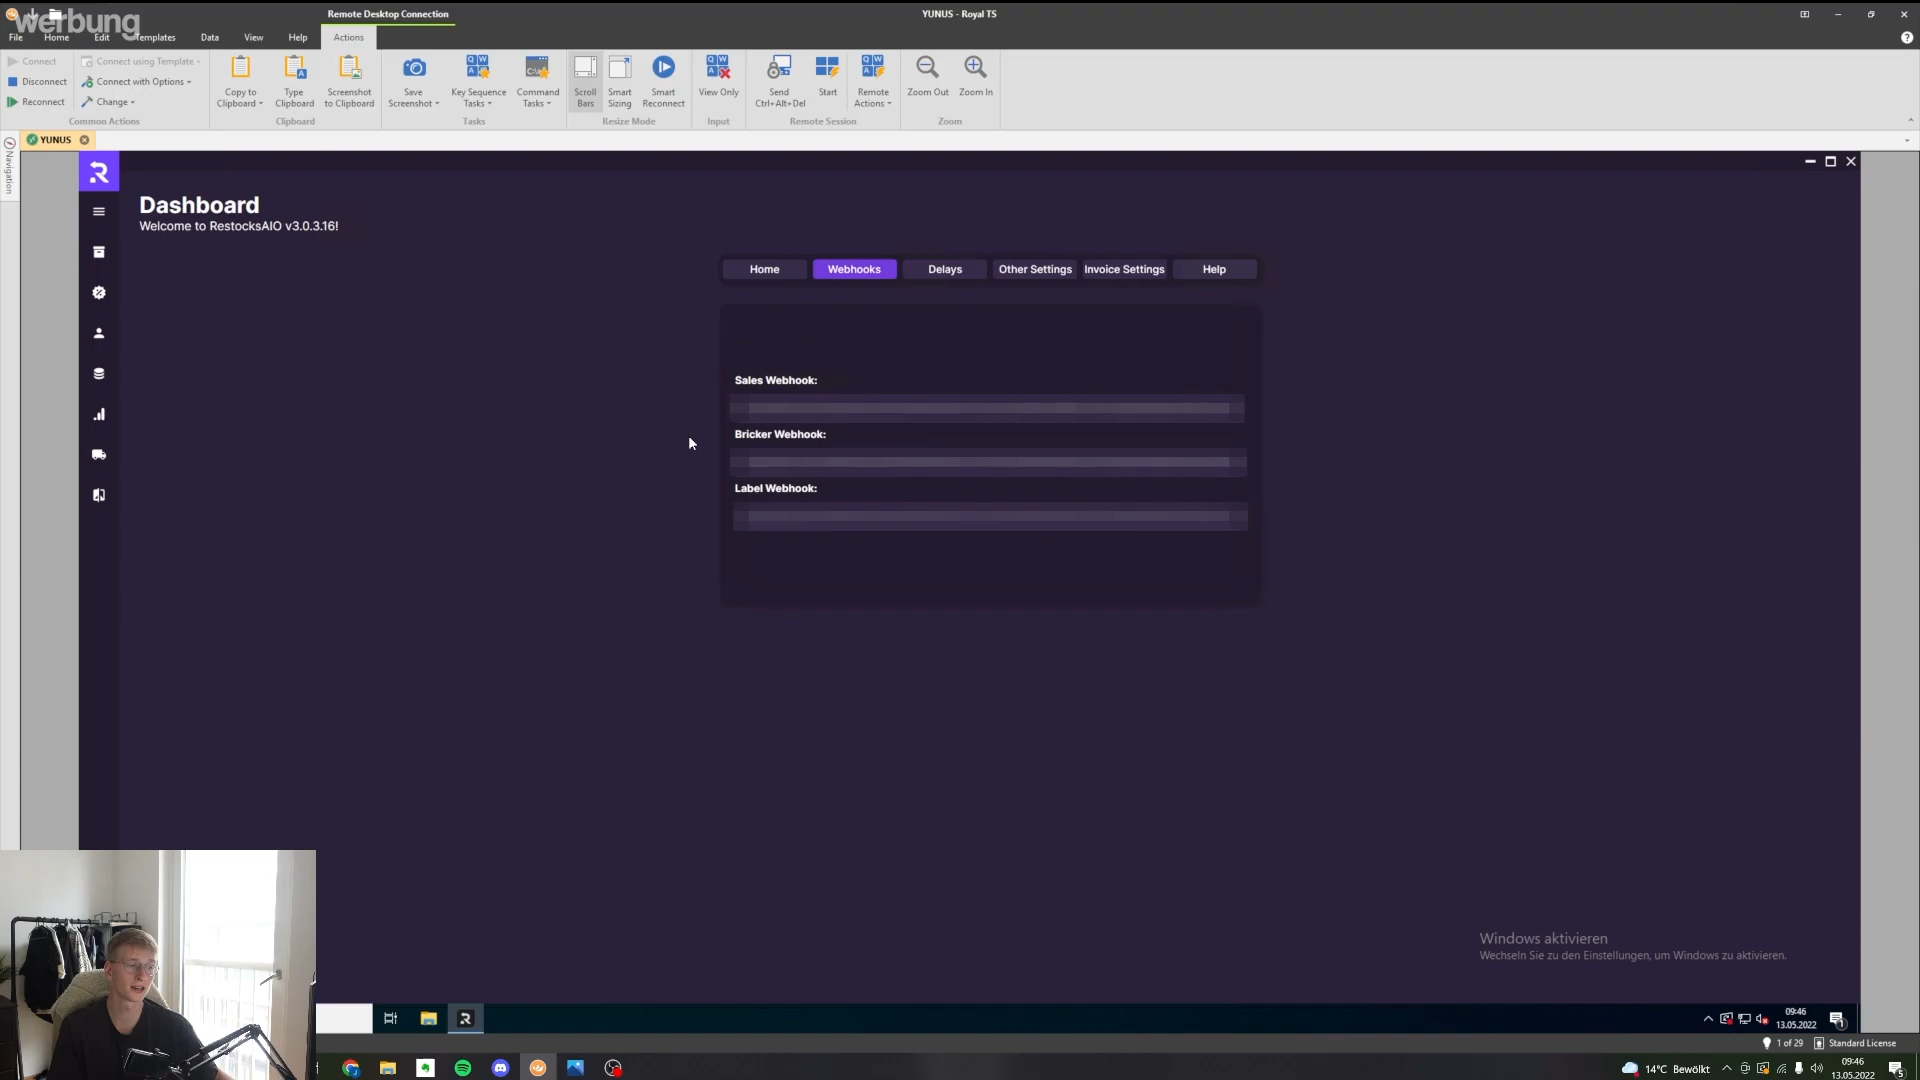 werbung
Remote Desktop Connection
YUNUS - Royal TS
File Home Edit Templates Data View Help Actions
Connect
Disconnect
Reconnect
Connect using Template
Connect with Options
Change
Common Actions
Copy to Clipboard
Type Clipboard
Screenshot to Clipboard
Clipboard
Save Screenshot
Key Sequence Tasks
Command Tasks
Tasks
Scroll Bars
Smart Sizing
Smart Reconnect
Resize Mode
View Only
Input
Send Ctrl+Alt+Del
Start
Remote Actions
Remote Session
Zoom Out
Zoom In
Zoom
YUNUS
Navigation
Dashboard
Welcome to RestocksAIO v3.0.3.16!
Home Webhooks Delays Other Settings Invoice Settings Help
Sales Webhook:
Bricker Webhook:
Label Webhook:
Windows aktivieren
Wechseln Sie zu den Einstellungen, um Windows zu aktivieren.
09:46
13.05.2022
1 of 29 Standard License
14°C Bewölkt
09:46
13.05.2022